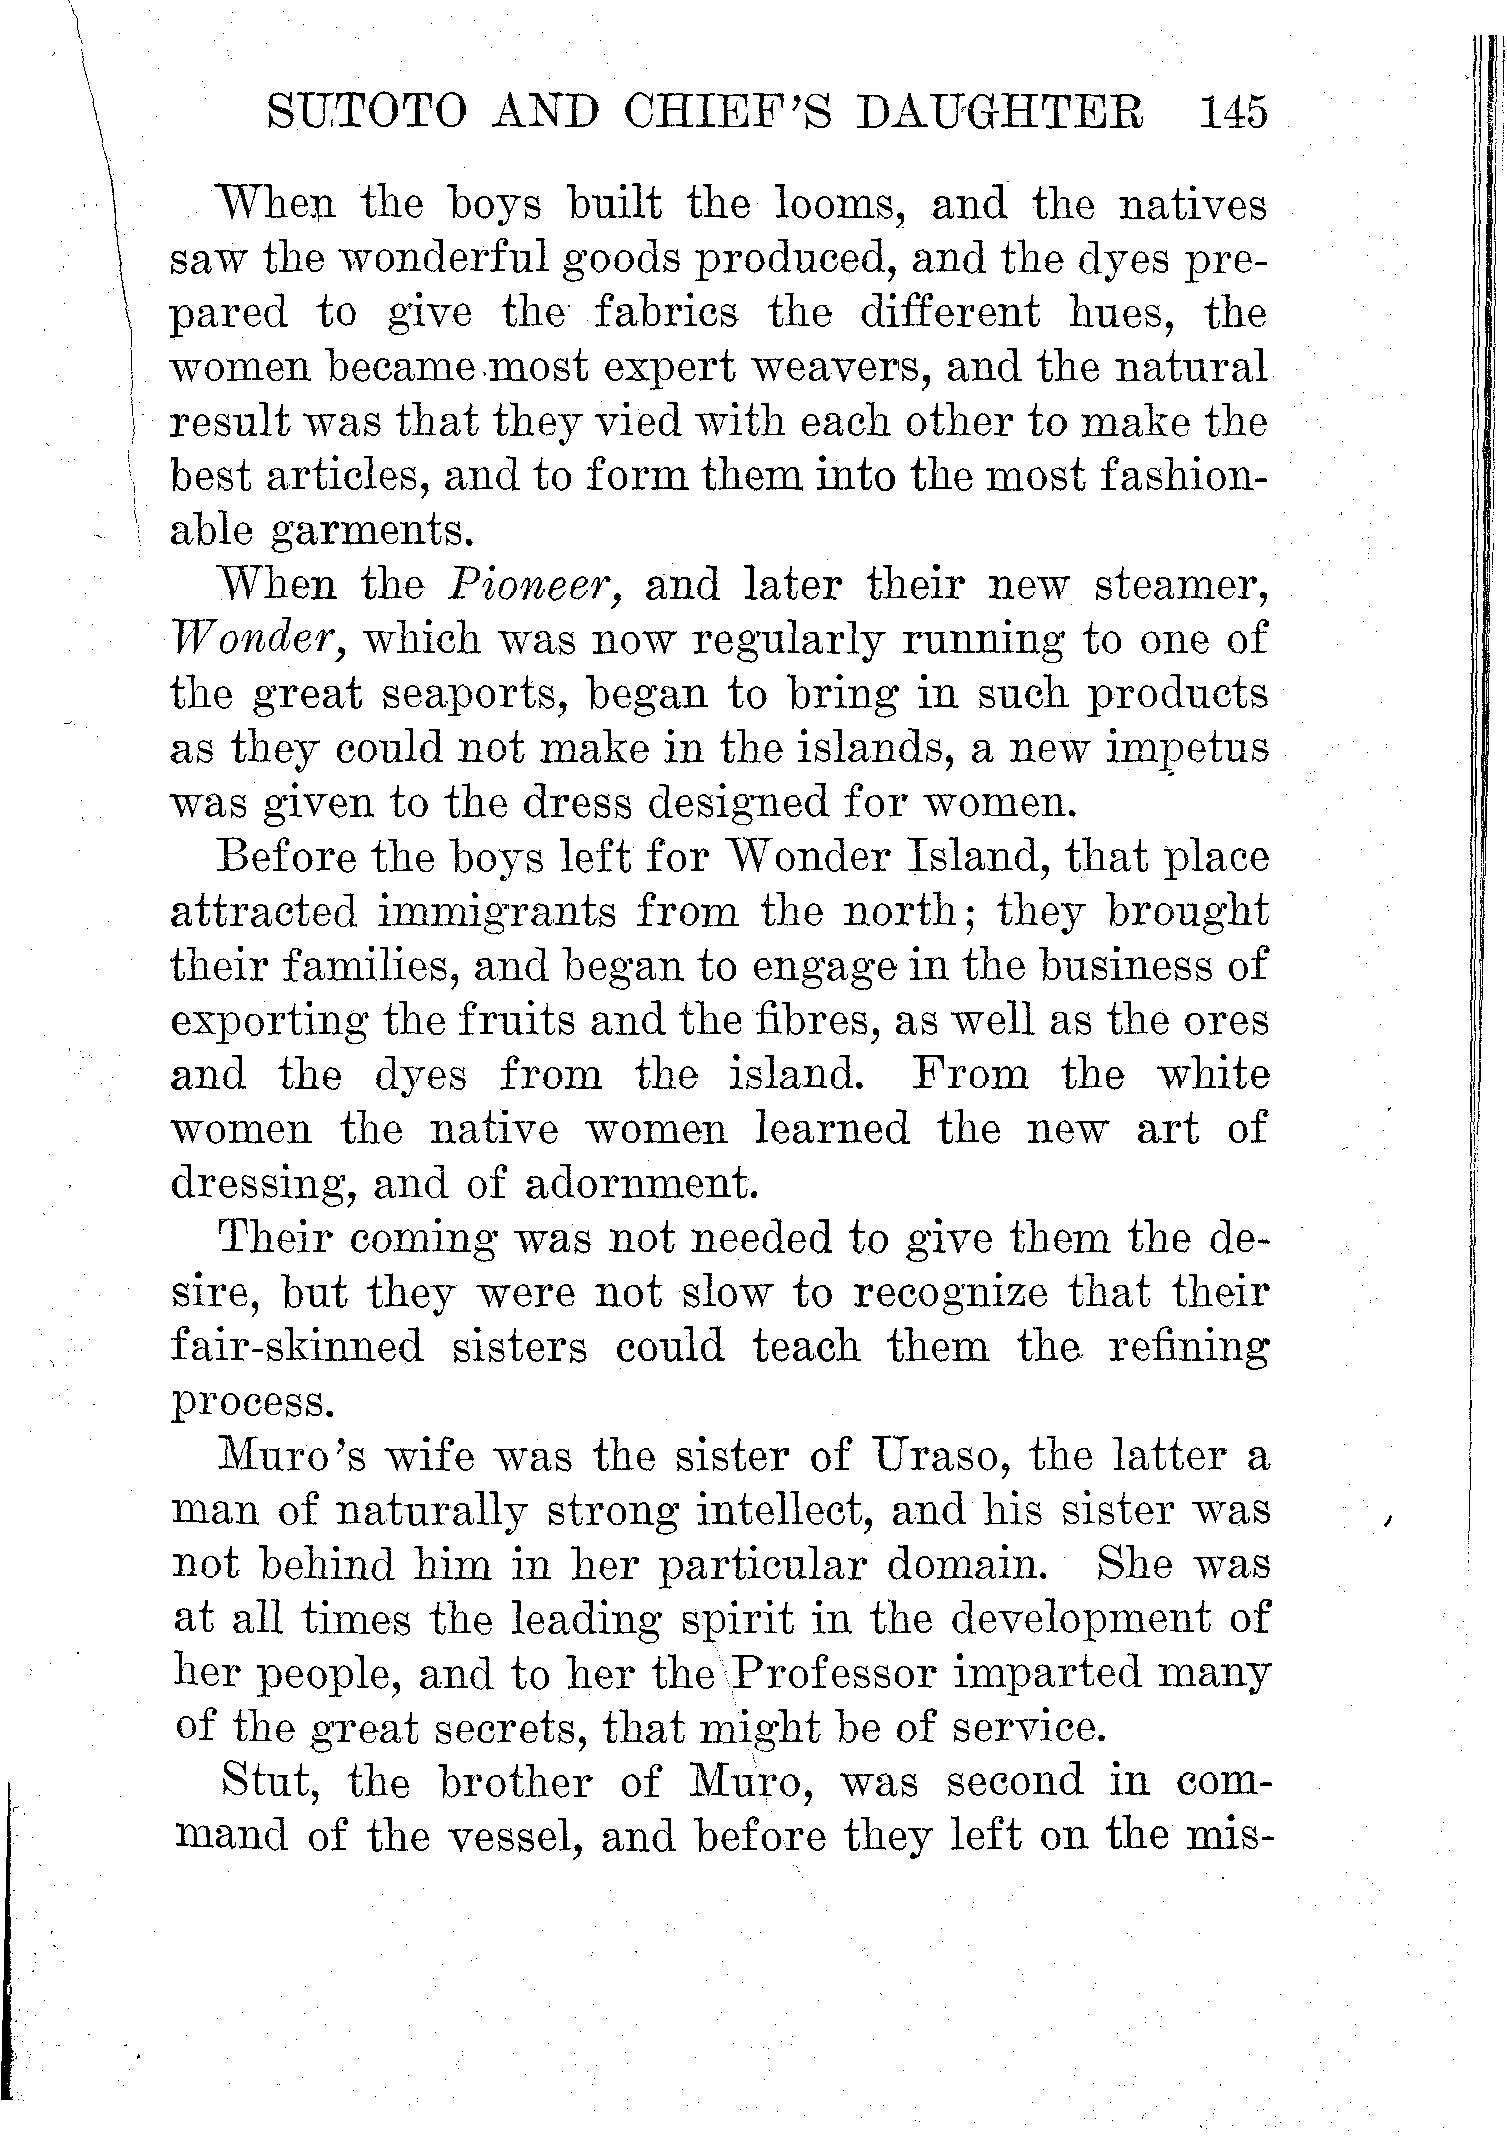 SUTOTO AND CHIEF'S DAUGHTER 145
When the boys built the looms, and the natives
saw the wonderful goods produced, and the dyes pre-
pared to give the fabrics the different hues, the
women became most expert weavers, and the natural
result was that they vied with each other to make the
best articles, and to form them into the most fashion-
able garments.
When the Pioneer, and later their new steamer,
Wonder, which was now regularly running to one of
the great seaports, began to bring in such products
as they could not make in the islands, a new impetus
was given to the dress designed for women.
Before the boys left for Wonder Island, that place
attracted immigrants from the north; they brought
their families, and began to engage in the business of
exporting the fruits and the fibres, as well as the ores
and the dyes from the island. From the white
women the native women learned the new art of
dressing, and of adornment.
Their coming was not needed to give them the de-
sire, but they were not slow to recognize that their
fair-skinned sisters could teach them the refining
process.
Muro's wife was the sister of Uraso, the latter a
man of naturally strong intellect, and his sister was
not behind him in her particular domain. She was
at all times the leading spirit in the development of
her people, and to her the Professor imparted many
of the great secrets, that might be of service.
Stut, the brother of Muro, was second in com-
mand of the vessel, and before they left on the mis-